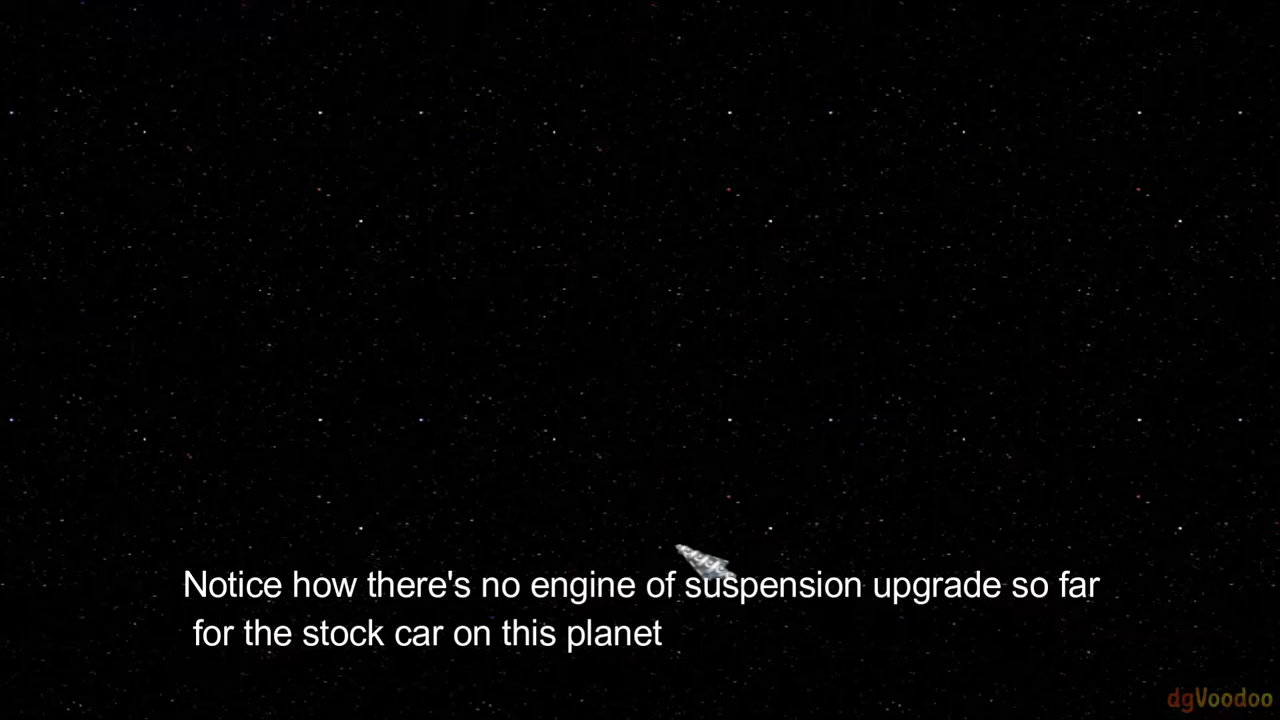 Notice how there's no engine of suspension upgrade so far
for the stock car on this planet
dgVoodoo